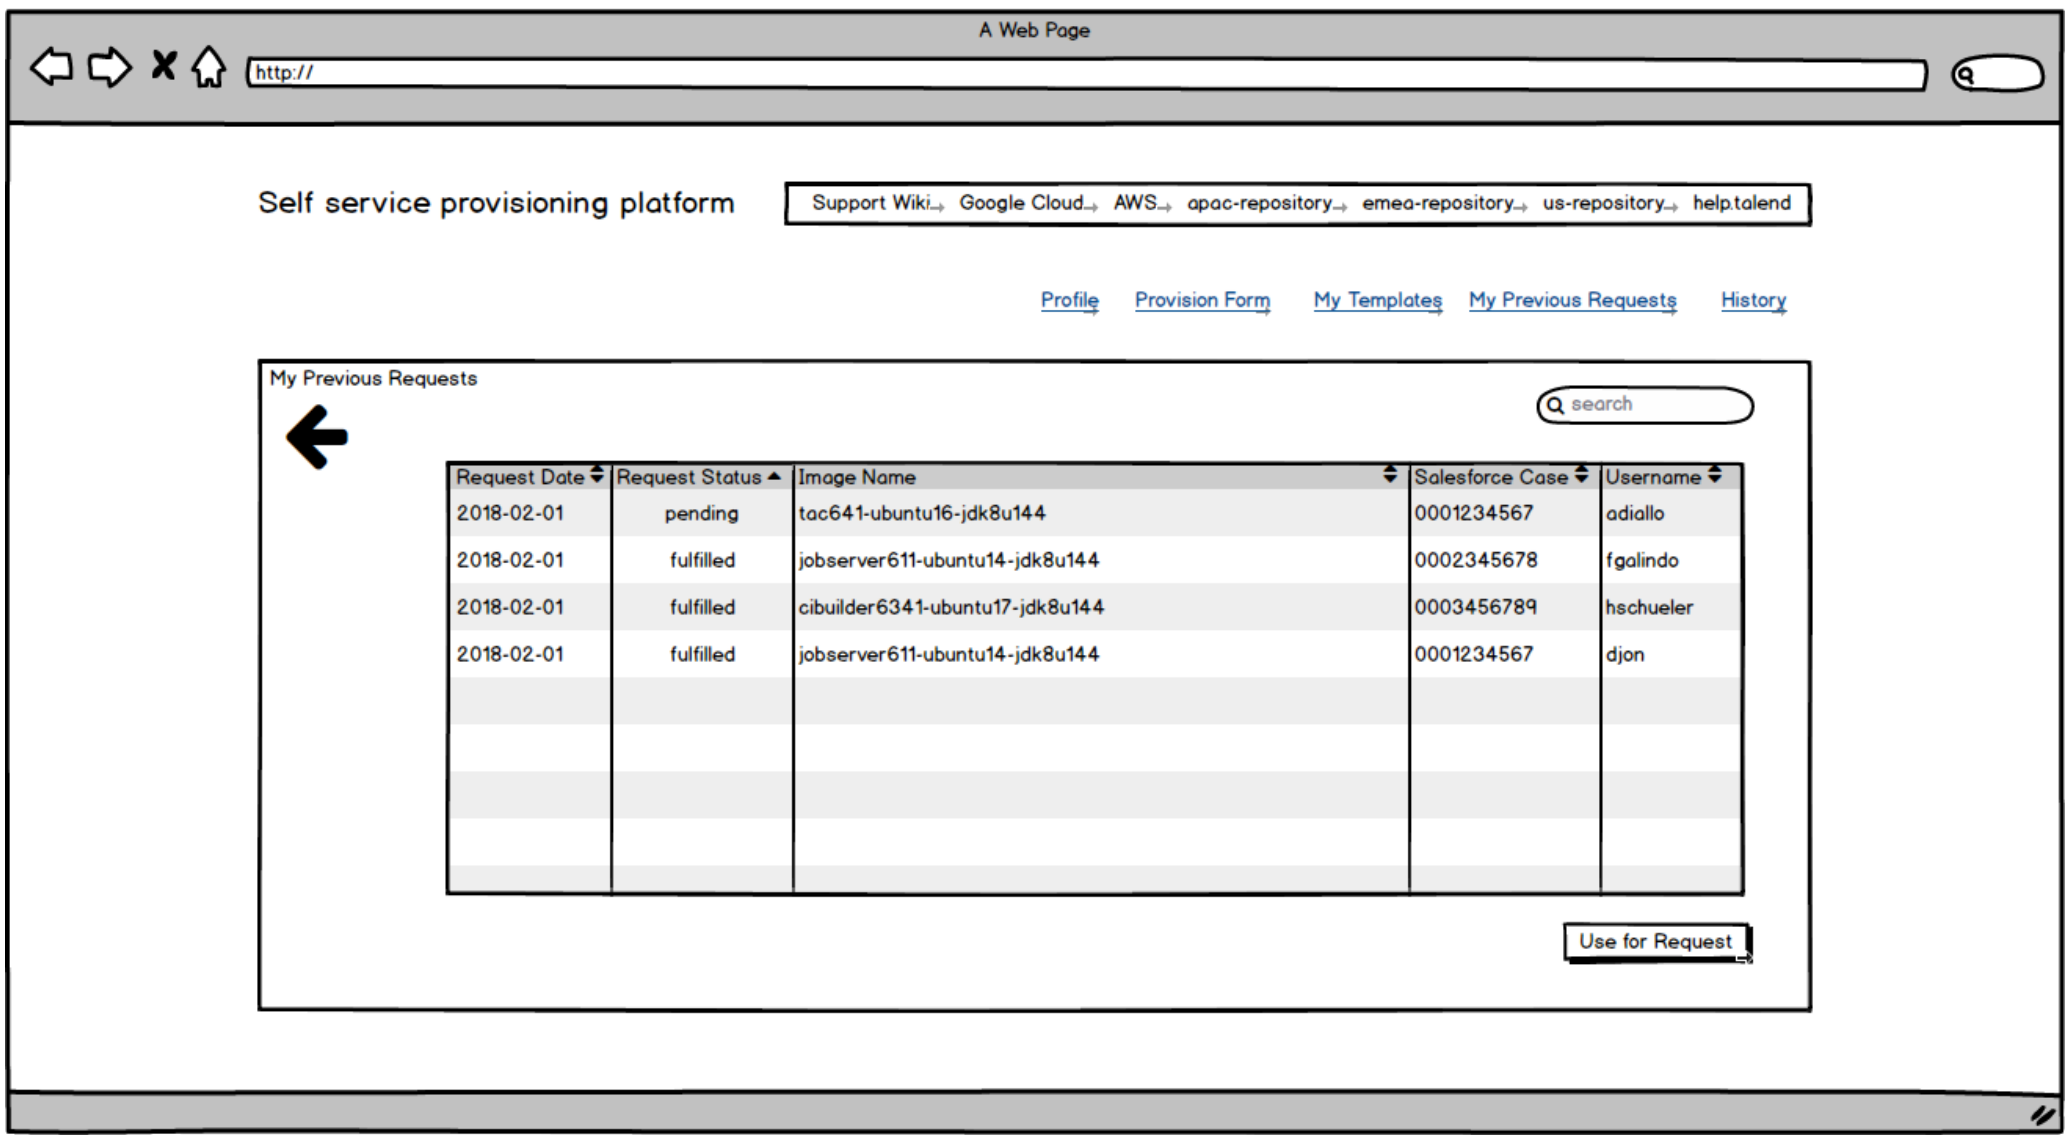 A Web Page
http://
Self service provisioning platform
Support Wiki Google Cloud AWS apac-repository emea-repository us-repository help.talend
Profile Provision Form My Templates My Previous Requests History
My Previous Requests
search
Request Date Request Status Image Name Salesforce Case Username
2018-02-01 pending tac641-ubuntu16-jdk8u144 0001234567 adiallo
2018-02-01 fulfilled jobserver611-ubuntu14-jdk8u144 0002345678 fgalindo
2018-02-01 fulfilled cibuilder6341-ubuntu17-jdk8u144 0003456789 hschueler
2018-02-01 fulfilled jobserver611-ubuntu14-jdk8u144 0001234567 djon
Use for Request